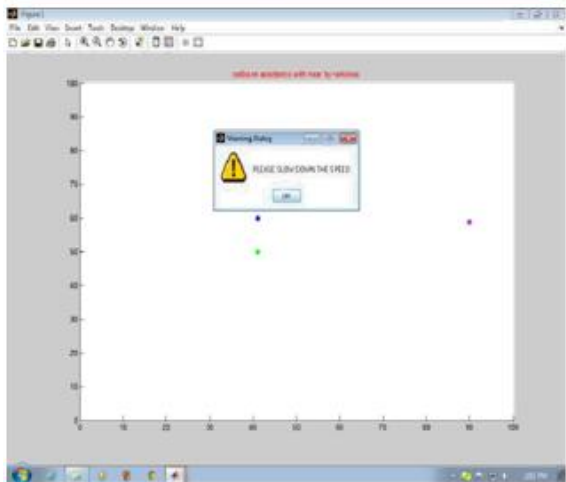 Figure 1
File Edit View Insert Tools Desktop Window Help
100
90
80
70
60
50
40
30
20
10
0
0 10 20 30 40 50 60 70 80 90 100
Warning Dialog
PLEASE SLOW DOWN THE SPEED
OK